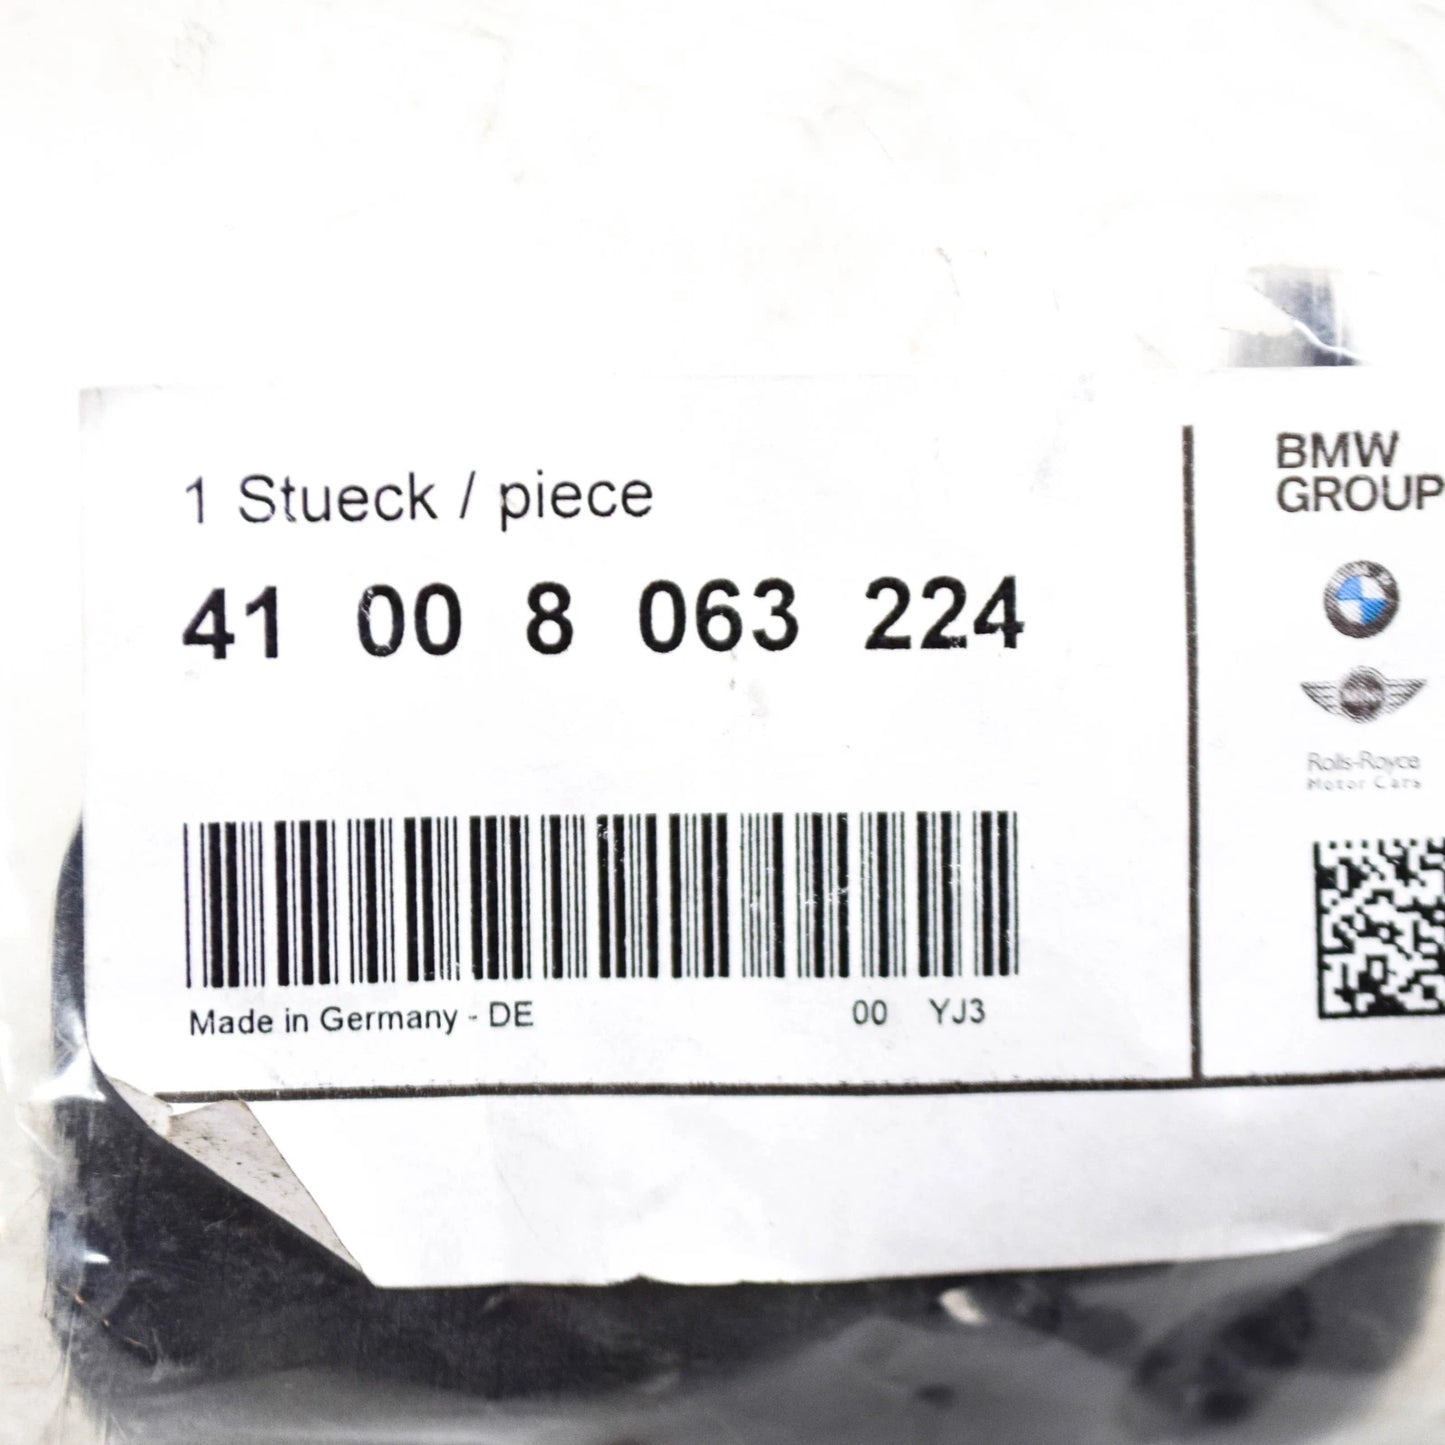 1 Stueck / piece
41 00 8 063 224
Made in Germany - DE 00 YJ3
BMW
GROUP
Rolls-Royce
Motor Cars